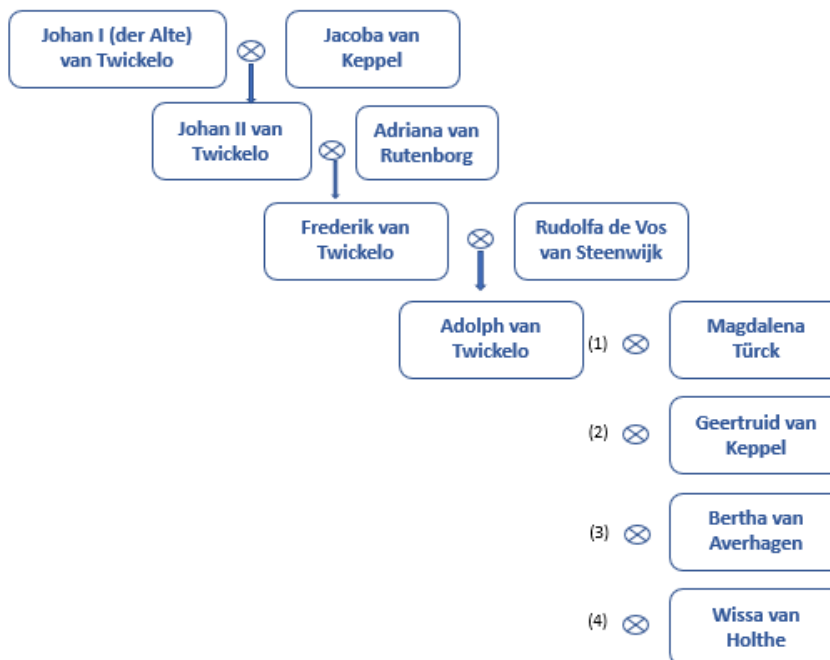 Johan I (der Alte)
van Twickelo
Jacoba van
Keppel
Johan II van
Twickelo
Adriana van
Rutenborg
Frederik van
Twickelo
Rudolfa de Vos
van Steenwijk
Adolph van
Twickelo
(1)
Magdalena
Türck
(2)
Geertruid van
Keppel
(3)
Bertha van
Averhagen
(4)
Wissa van
Holthe